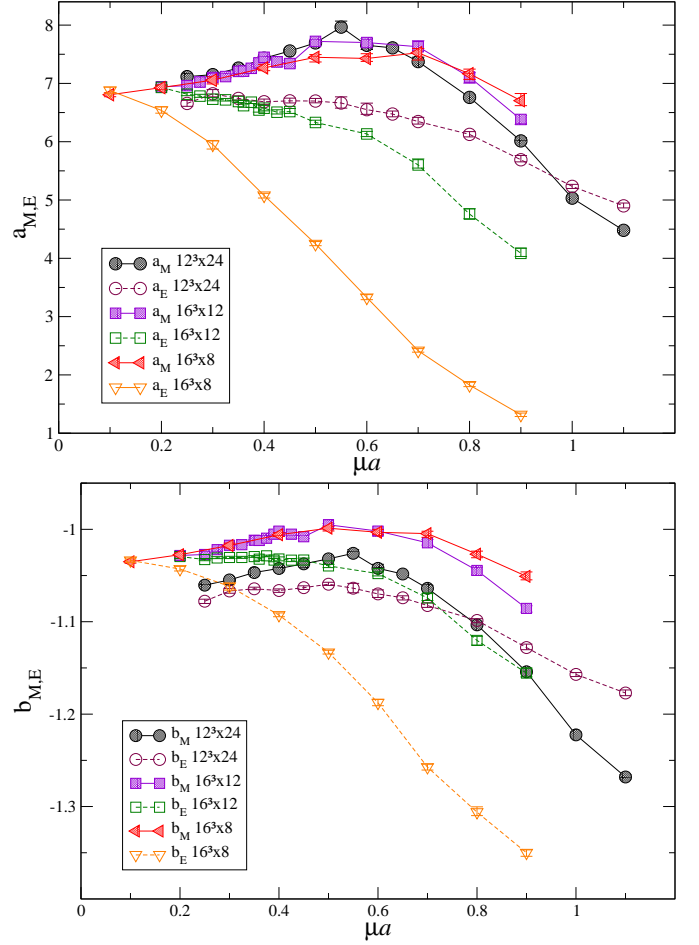 8
7
6
5
4
3
2
1
a_{M,E}
a_M 12³x24
a_E 12³x24
a_M 16³x12
a_E 16³x12
a_M 16³x8
a_E 16³x8
0 0.2 0.4 0.6 0.8 1
μa
-1
-1.1
-1.2
-1.3
b_{M,E}
b_M 12³x24
b_E 12³x24
b_M 16³x12
b_E 16³x12
b_M 16³x8
b_E 16³x8
0.2 0.4 0.6 0.8 1
μa